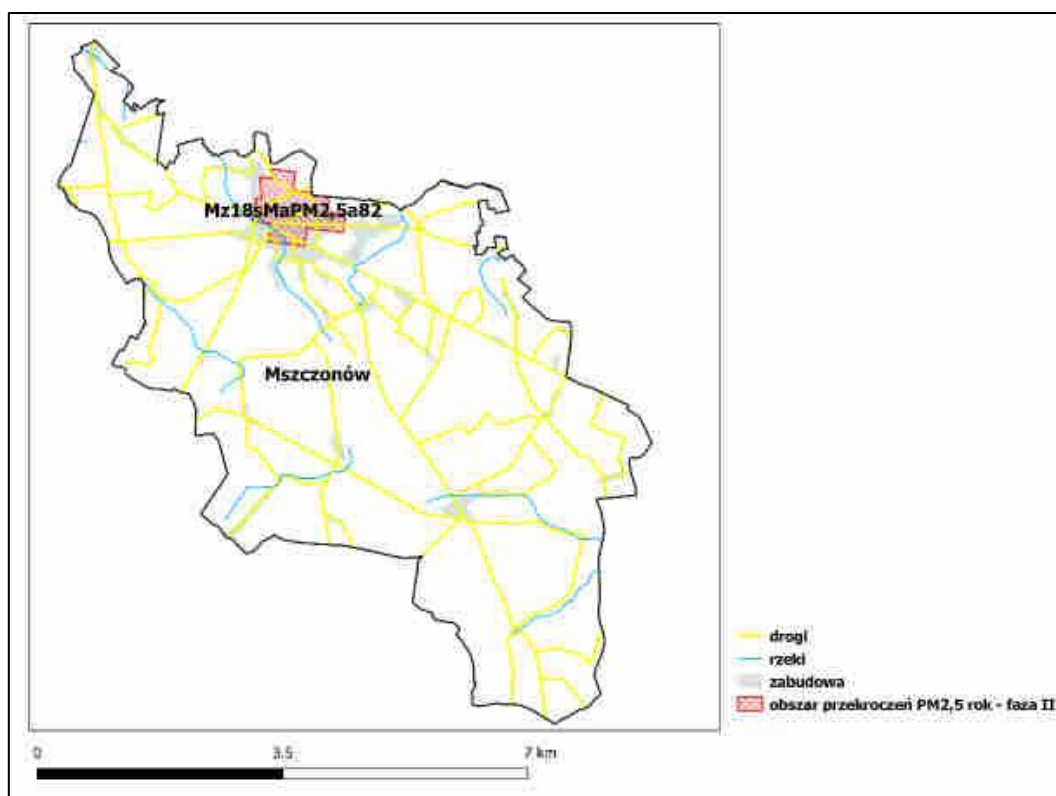 Mz18sMaPM2,5a82
Mszczonów
drogi
rzeki
zabudowa
obszar przekroczeń PM2,5 rok - faza II
0 3.5 7 km